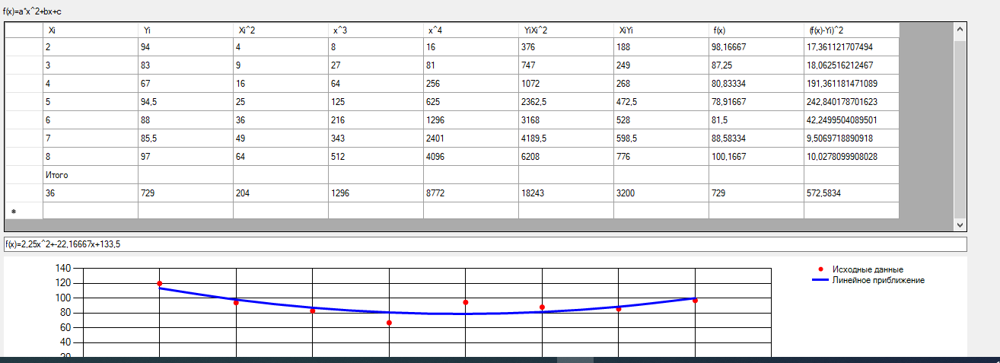 f(x)=a*x^2+bx+c
Xi Yi Xi^2 x^3 x^4 YiXi^2 XiYi f(x) (f(x)-Yi)^2
2 94 4 8 16 376 188 98,16667 17,361121707494
3 83 9 27 81 747 249 87,25 18,062516212467
4 67 16 64 256 1072 268 80,83334 191,361181471089
5 94,5 25 125 625 2362,5 472,5 78,91667 242,840178701623
6 88 36 216 1296 3168 528 81,5 42,2499504089501
7 85,5 49 343 2401 4189,5 598,5 88,58334 9,5069718890918
8 97 64 512 4096 6208 776 100,1667 10,0278099908028
Итого
36 729 204 1296 8772 18243 3200 729 572,5834
*
f(x)=2,25x^2+-22,16667x+133,5
140
120
100
80
60
40
20
Исходные данные
Линейное приближение